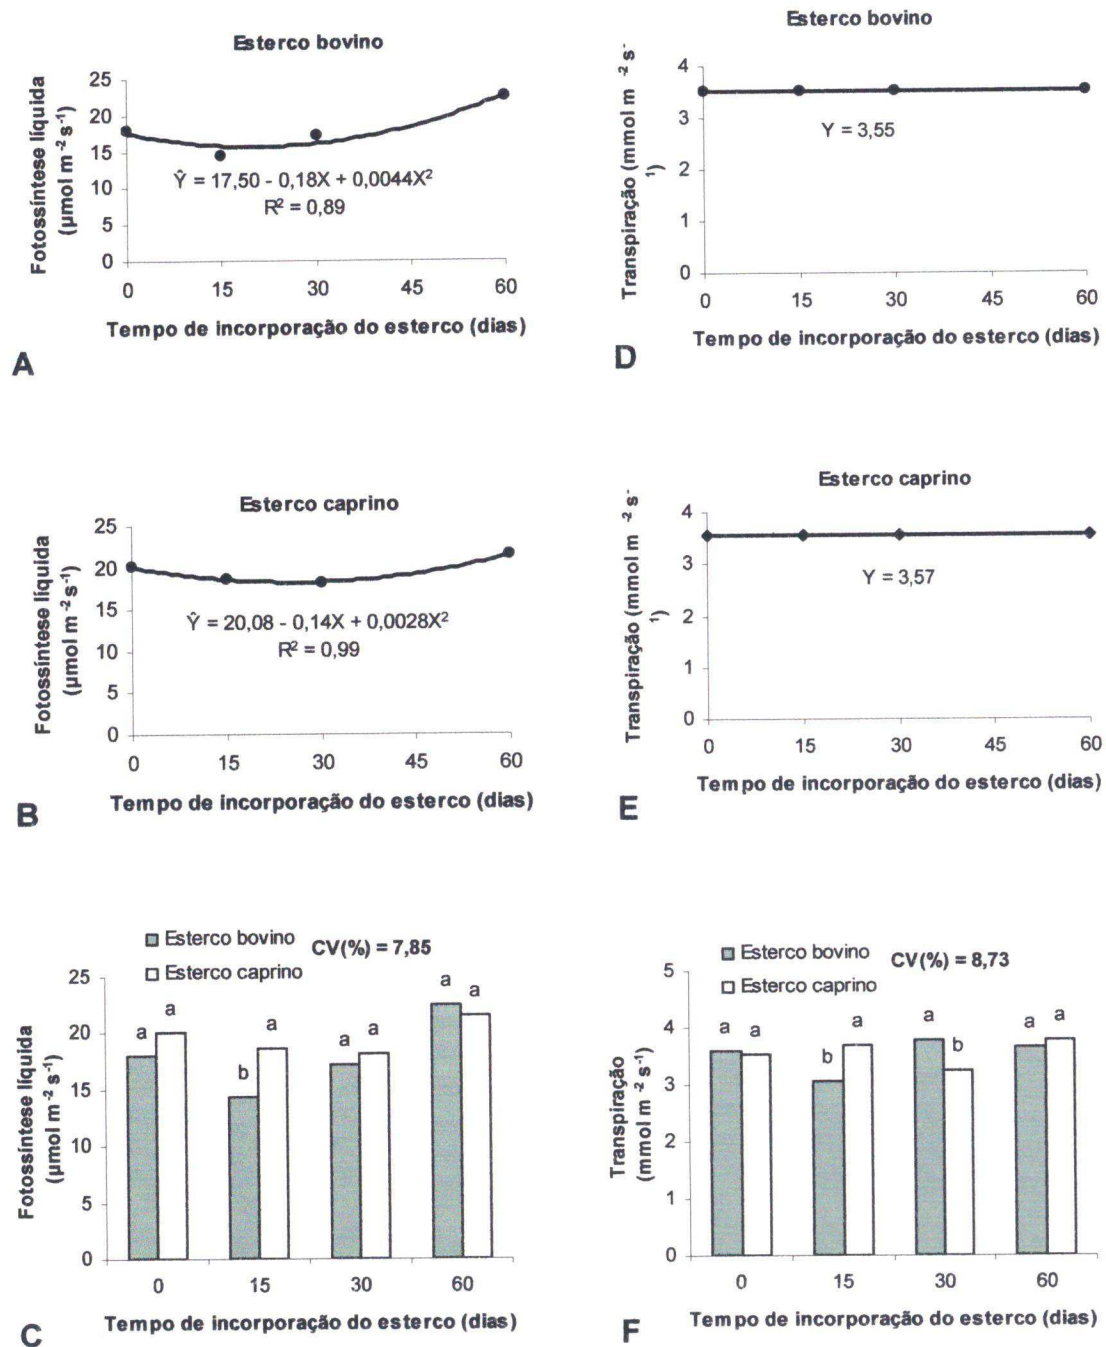 Esterco bovino
Fotossíntese líquida
(µmol m⁻² s⁻¹)
25
20
15
10
5
0
Ŷ = 17,50 - 0,18X + 0,0044X²
R² = 0,89
0 15 30 45 60
Tempo de incorporação do esterco (dias)
A
Esterco bovino
Transpiração (mmol m ⁻² s⁻
¹)
4
3
2
1
0
Y = 3,55
0 15 30 45 60
Tempo de incorporação do esterco (dias)
D
Esterco caprino
Fotossíntese líquida
(µmol m⁻² s⁻¹)
25
20
15
10
5
0
Ŷ = 20,08 - 0,14X + 0,0028X²
R² = 0,99
0 15 30 45 60
Tempo de incorporação do esterco (dias)
B
Esterco caprino
Transpiração (mmol m ⁻² s⁻
¹)
4
3
2
1
0
Y = 3,57
0 15 30 45 60
Tempo de incorporação do esterco (dias)
E
Esterco bovino
Esterco caprino
CV(%) = 7,85
Fotossíntese líquida
(µmol m⁻² s⁻¹)
25
20
15
10
5
0
a a b a a a a a
0 15 30 60
Tempo de incorporação do esterco (dias)
C
Esterco bovino
Esterco caprino
CV(%) = 8,73
Transpiração
(mmol m⁻² s⁻¹)
5
4
3
2
1
0
a a b a a b a a
0 15 30 60
Tempo de incorporação do esterco (dias)
F